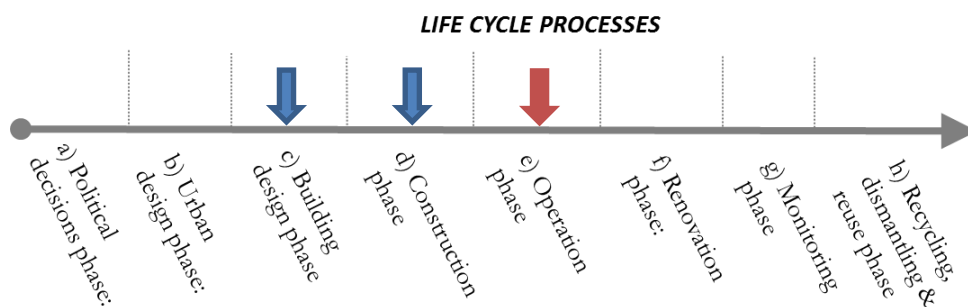 LIFE CYCLE PROCESSES
a) Political
decisions phase:
b) Urban
design phase:
c) Building
design phase
d) Construction
phase
e) Operation
phase
f) Renovation
phase:
g) Monitoring
phase
h) Recycling,
dismantling &
reuse phase